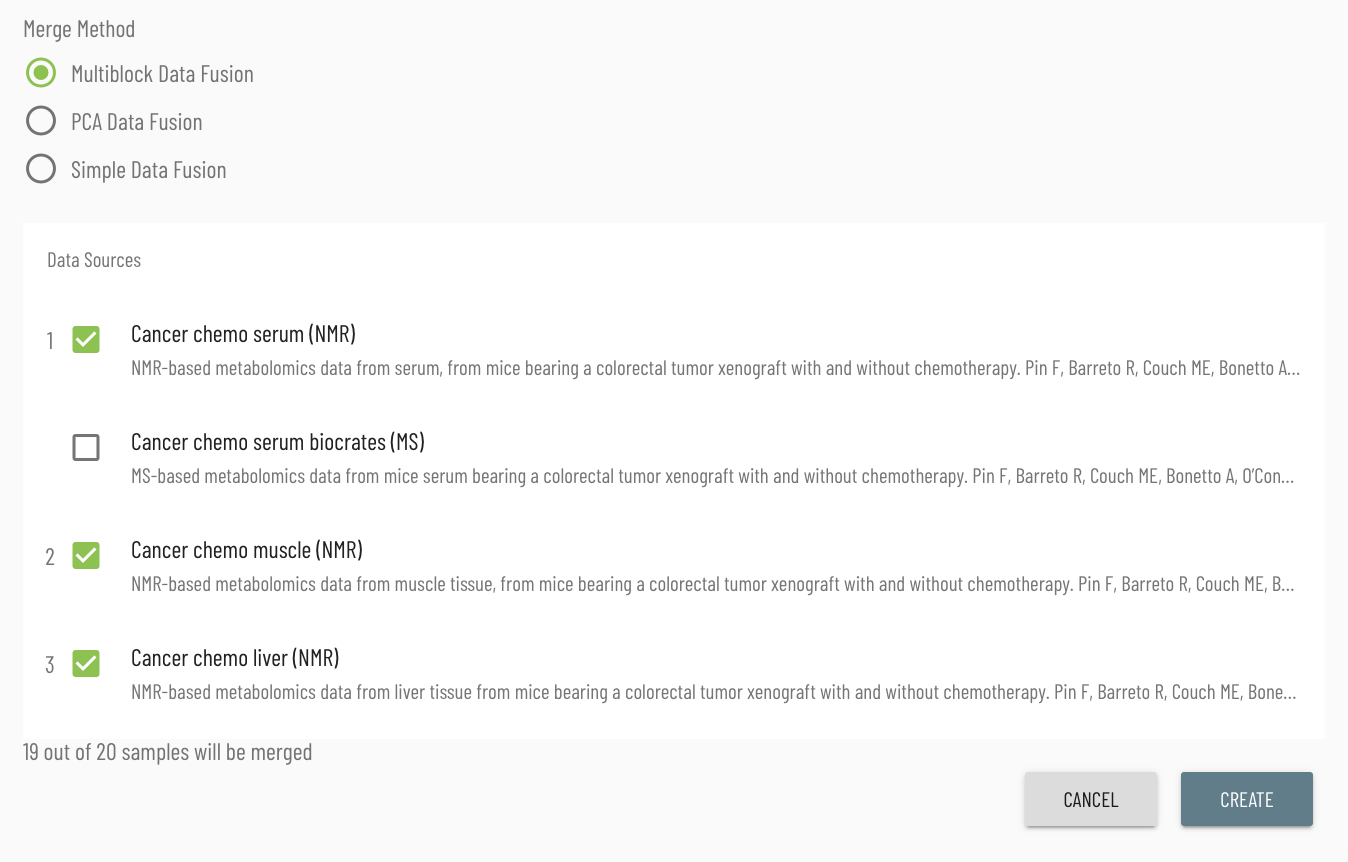 Merge Method
Multiblock Data Fusion
PCA Data Fusion
Simple Data Fusion
Data Sources
1 Cancer chemo serum (NMR)
NMR-based metabolomics data from serum, from mice bearing a colorectal tumor xenograft with and without chemotherapy. Pin F, Barreto R, Couch ME, Bonetto A...
Cancer chemo serum biocrates (MS)
MS-based metabolomics data from mice serum bearing a colorectal tumor xenograft with and without chemotherapy. Pin F, Barreto R, Couch ME, Bonetto A, O'Con...
2 Cancer chemo muscle (NMR)
NMR-based metabolomics data from muscle tissue, from mice bearing a colorectal tumor xenograft with and without chemotherapy. Pin F, Barreto R, Couch ME, B...
3 Cancer chemo liver (NMR)
NMR-based metabolomics data from liver tissue from mice bearing a colorectal tumor xenograft with and without chemotherapy. Pin F, Barreto R, Couch ME, Bone...
19 out of 20 samples will be merged
CANCEL CREATE